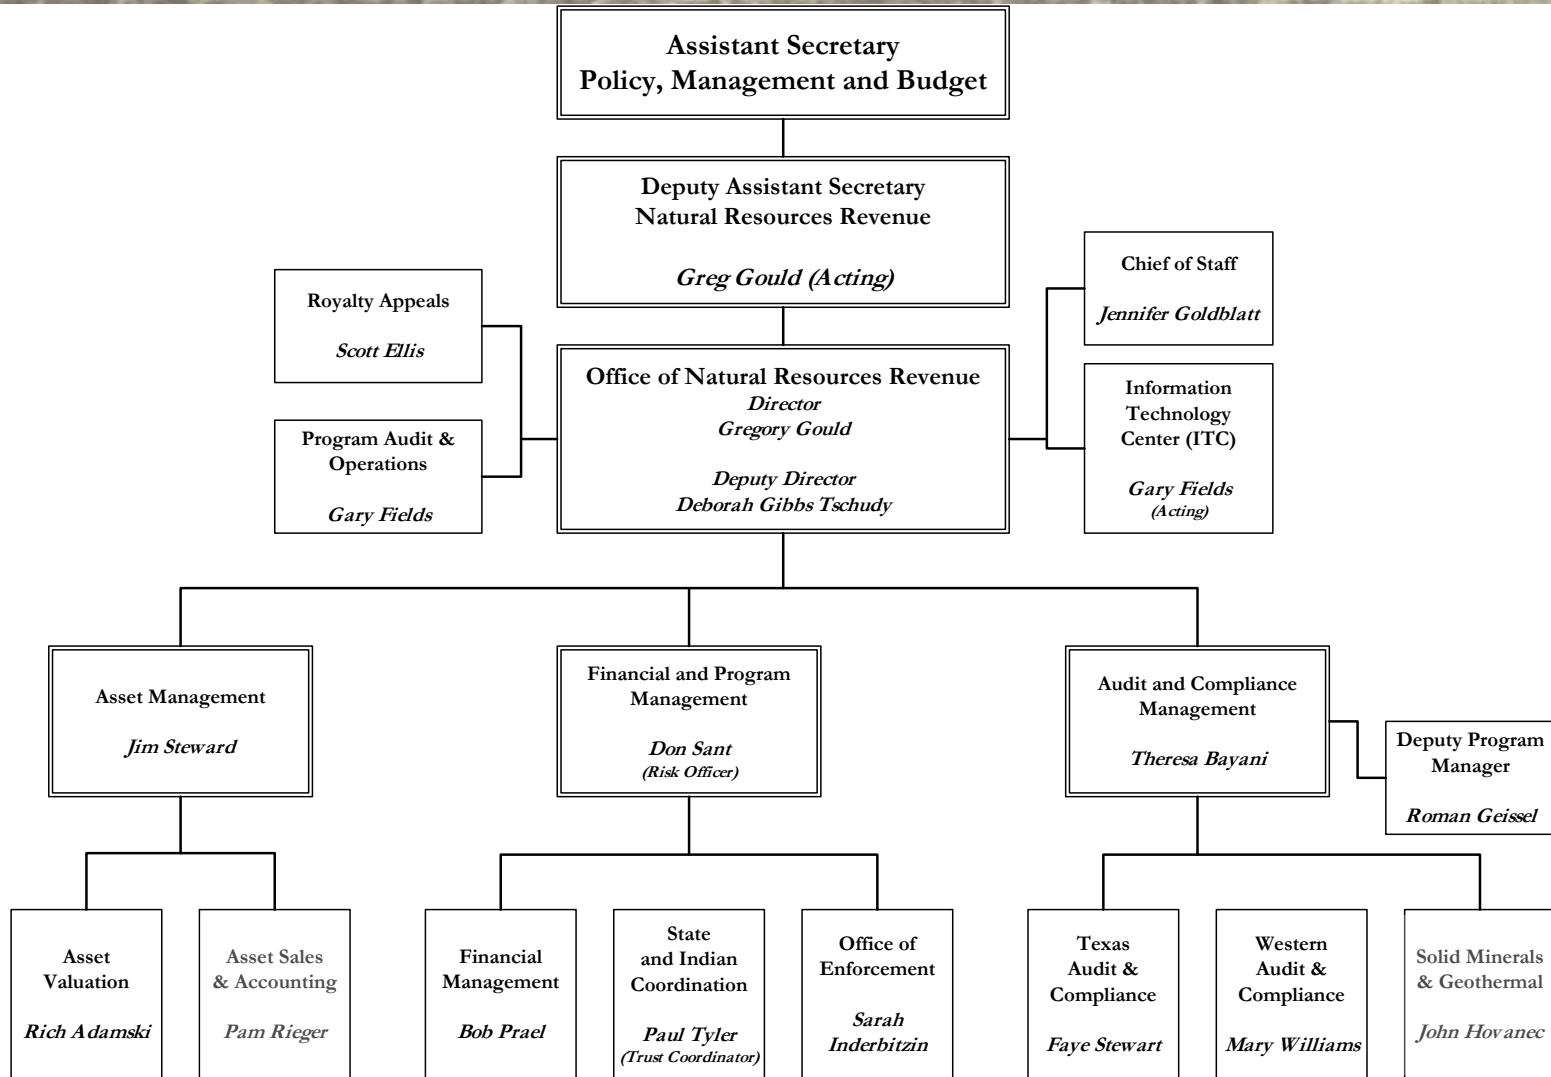 Assistant Secretary
Policy, Management and Budget
Deputy Assistant Secretary
Natural Resources Revenue
Greg Gould (Acting)
Royalty Appeals
Scott Ellis
Program Audit &
Operations
Gary Fields
Office of Natural Resources Revenue
Director
Gregory Gould
Deputy Director
Deborah Gibbs Tschudy
Chief of Staff
Jennifer Goldblatt
Information
Technology
Center (ITC)
Gary Fields
(Acting)
Asset Management
Jim Steward
Financial and Program
Management
Don Sant
(Risk Officer)
Audit and Compliance
Management
Theresa Bayani
Deputy Program
Manager
Roman Geissel
Asset
Valuation
Rich Adamski
Asset Sales
& Accounting
Pam Rieger
Financial
Management
Bob Prael
State
and Indian
Coordination
Paul Tyler
(Trust Coordinator)
Office of
Enforcement
Sarah
Inderbitzin
Texas
Audit &
Compliance
Faye Stewart
Western
Audit &
Compliance
Mary Williams
Solid Minerals
& Geothermal
John Hovanec